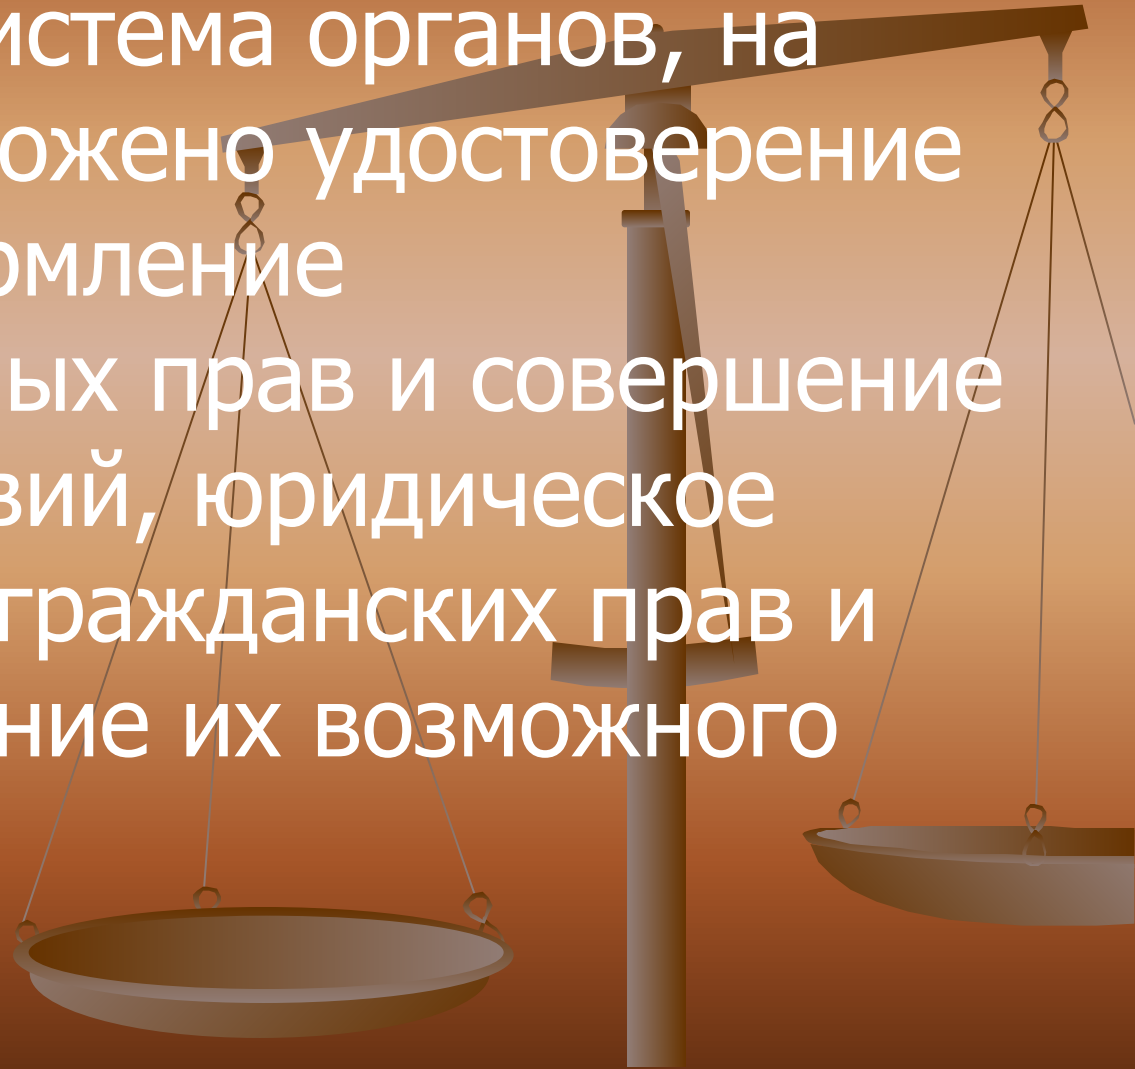 истема органов, на
ожено удостоверение
омление
ых прав и совершение
вий, юридическое
гражданских прав и
ние их возможного